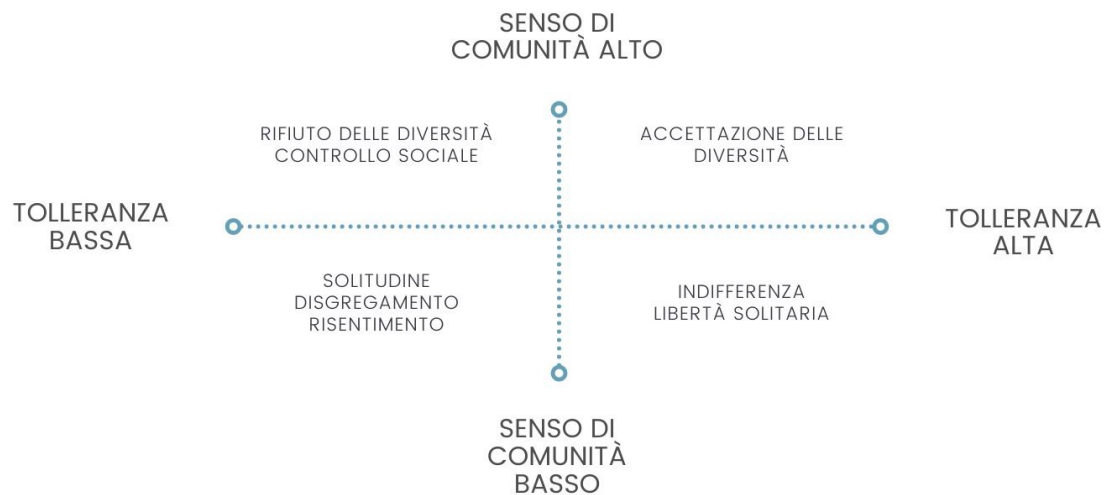 SENSO DI
COMUNITÀ ALTO
RIFIUTO DELLE DIVERSITÀ
CONTROLLO SOCIALE
ACCETTAZIONE DELLE
DIVERSITÀ
TOLLERANZA
BASSA
TOLLERANZA
ALTA
SOLITUDINE
DISGREGAMENTO
RISENTIMENTO
INDIFFERENZA
LIBERTÀ SOLITARIA
SENSO DI
COMUNITÀ
BASSO